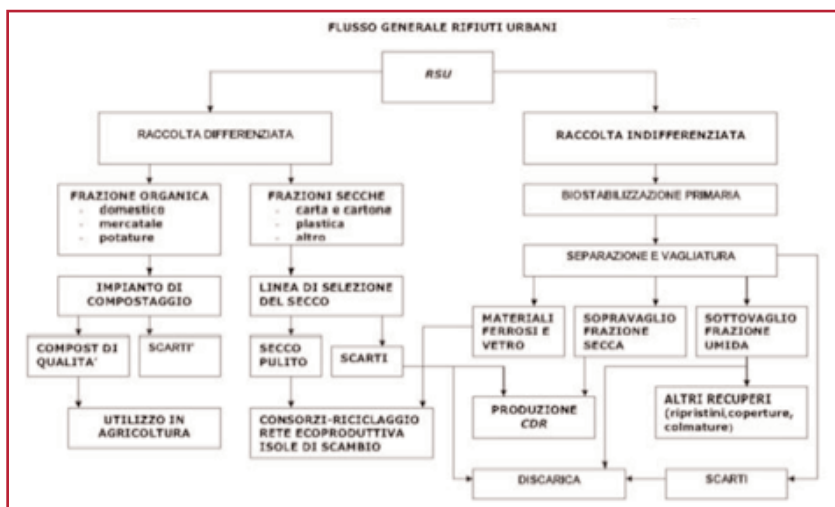 FLUSSO GENERALE RIFIUTI URBANI
RSU
RACCOLTA DIFFERENZIATA
RACCOLTA INDIFFERENZIATA
FRAZIONE ORGANICA
- domestico
- mercatale
- potature
FRAZIONI SECCHE
- carta e cartone
- plastica
- altro
BIOSTABILIZZAZIONE PRIMARIA
SEPARAZIONE E VAGLIATURA
IMPIANTO DI
COMPOSTAGGIO
LINEA DI SELEZIONE
DEL SECCO
MATERIALI
FERROSI E
VETRO
SOPRAVAGLIO
FRAZIONE
SECCA
SOTTOVAGLIO
FRAZIONE
UMIDA
COMPOST DI
QUALITA'
SCARTI'
SECCO
PULITO
SCARTI
UTILIZZO IN
AGRICOLTURA
CONSORZI-RICICLAGGIO
RETE ECOPRODUTTIVA
ISOLE DI SCAMBIO
PRODUZIONE
CDR
ALTRI RECUPERI
(ripristini,coperture,
colmature)
DISCARICA
SCARTI